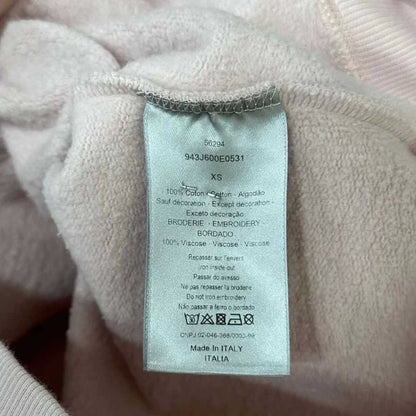 56294
943J600E0531
XS
100% Coton - Cotton - Algodão
Sauf décoration - Except decoration -
Exceto decoração
BRODERIE - EMBROIDERY -
BORDADO
100% Viscose - Viscose - Viscose
Repasser sur l'envers
Iron inside out
Passar do avesso
Ne pas repasser la broderie
Do not iron embroidery
Não passar a ferro o bordado
CNPJ
Made In ITALY
ITALIA